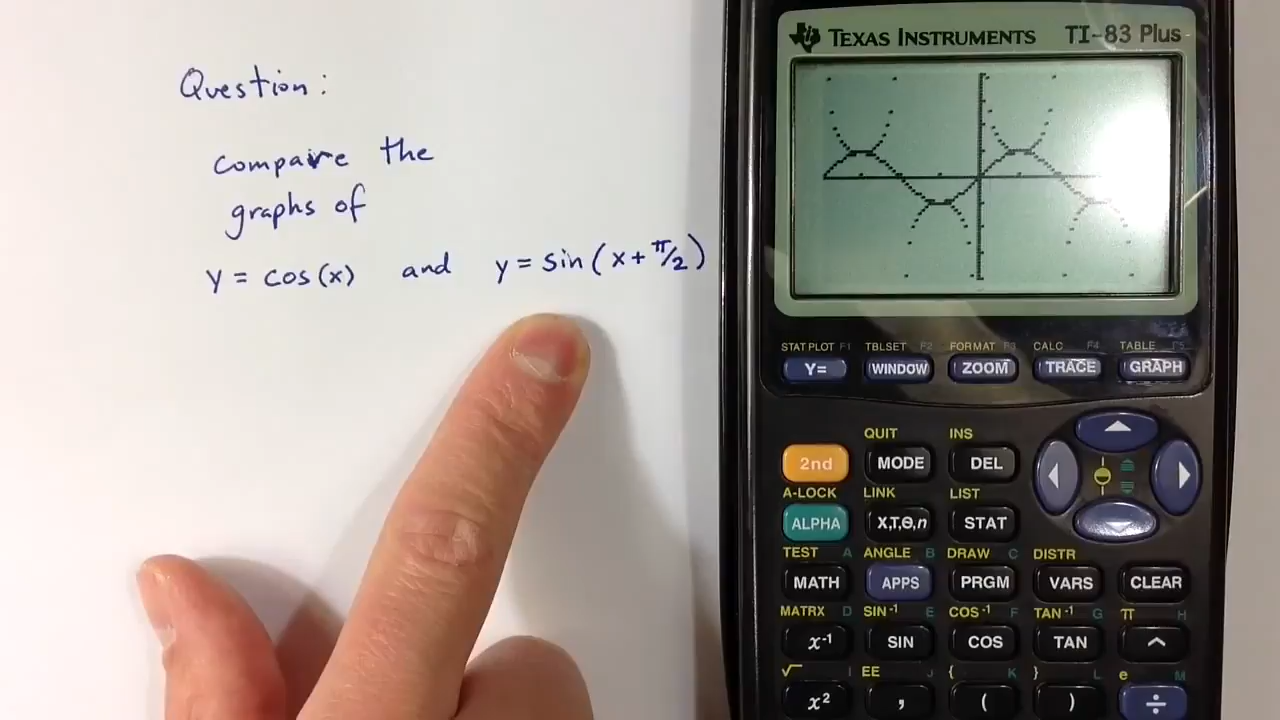 Question:
compare the
graphs of
y = cos(x) and y = sin(x + π/2)
TEXAS INSTRUMENTS TI-83 Plus
STAT PLOT F1 TBLSET F2 FORMAT F3 CALC F4 TABLE F5
Y= WINDOW ZOOM TRACE GRAPH
QUIT INS
2nd MODE DEL
A-LOCK LINK LIST
ALPHA X,T,Θ,n STAT
TEST A ANGLE B DRAW C DISTR
MATH APPS PRGM VARS CLEAR
MATRX D SIN-1 E COS-1 F TAN-1 G π H
x-1 SIN COS TAN ^
√ I EE J { K } L e M
x2 , ( ) ÷